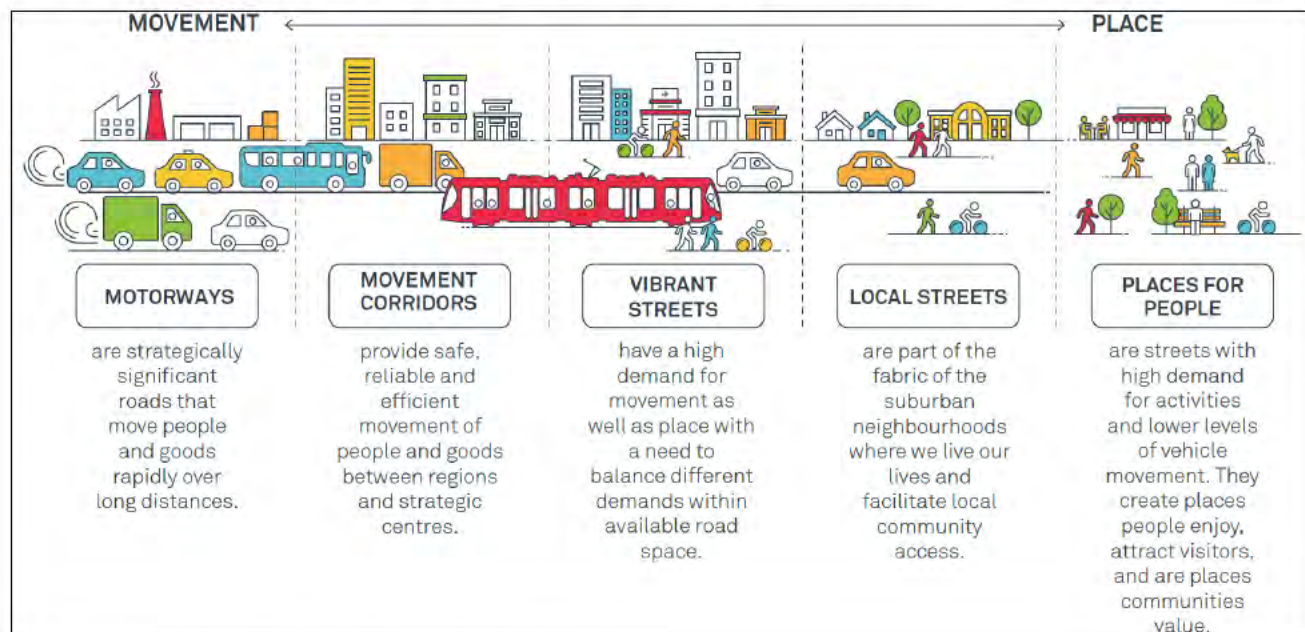 MOVEMENT
PLACE
MOTORWAYS
are strategically
significant
roads that
move people
and goods
rapidly over
long distances.
MOVEMENT
CORRIDORS
provide safe,
reliable and
efficient
movement of
people and goods
between regions
and strategic
centres.
VIBRANT
STREETS
have a high
demand for
movement as
well as place with
a need to
balance different
demands within
available road
space.
LOCAL STREETS
are part of the
fabric of the
suburban
neighbourhoods
where we live our
lives and
facilitate local
community
access.
PLACES FOR
PEOPLE
are streets with
high demand
for activities
and lower levels
of vehicle
movement. They
create places
people enjoy,
attract visitors,
and are places
communities
value.